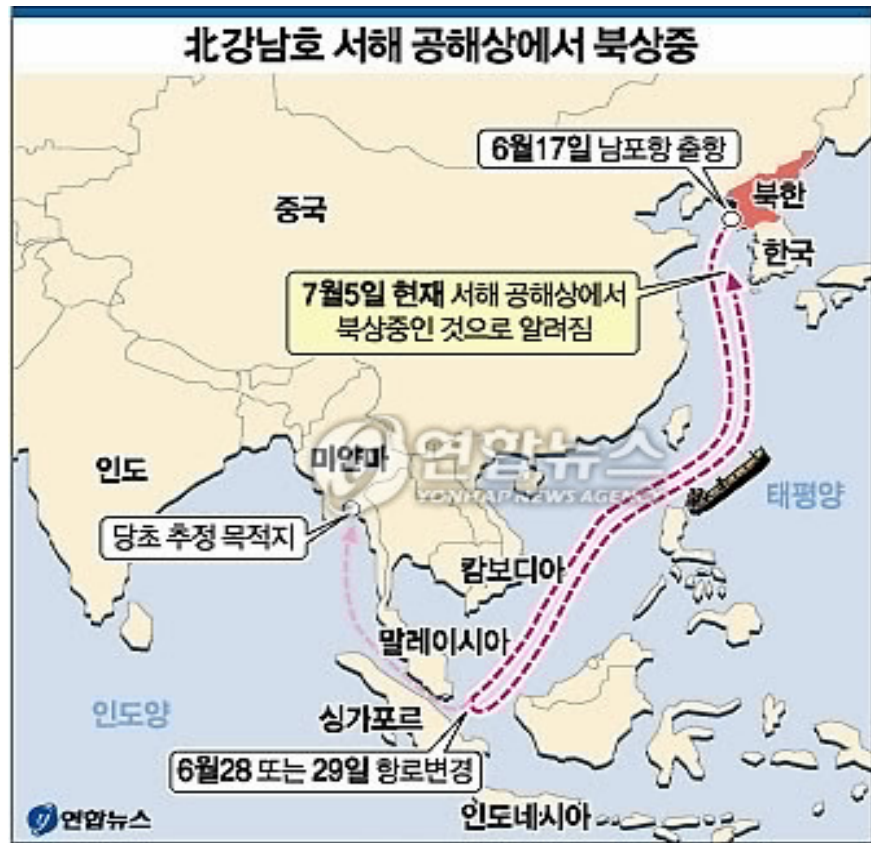 北강남호 서해 공해상에서 북상중
6월17일 남포항 출항
북한
중국
한국
7월5일 현재 서해 공해상에서
북상중인 것으로 알려짐
미얀마
연합뉴스
YONHAP NEWS AGENCY
인도
태평양
당초 추정 목적지
캄보디아
말레이시아
인도양
싱가포르
6월28 또는 29일 항로변경
인도네시아
연합뉴스